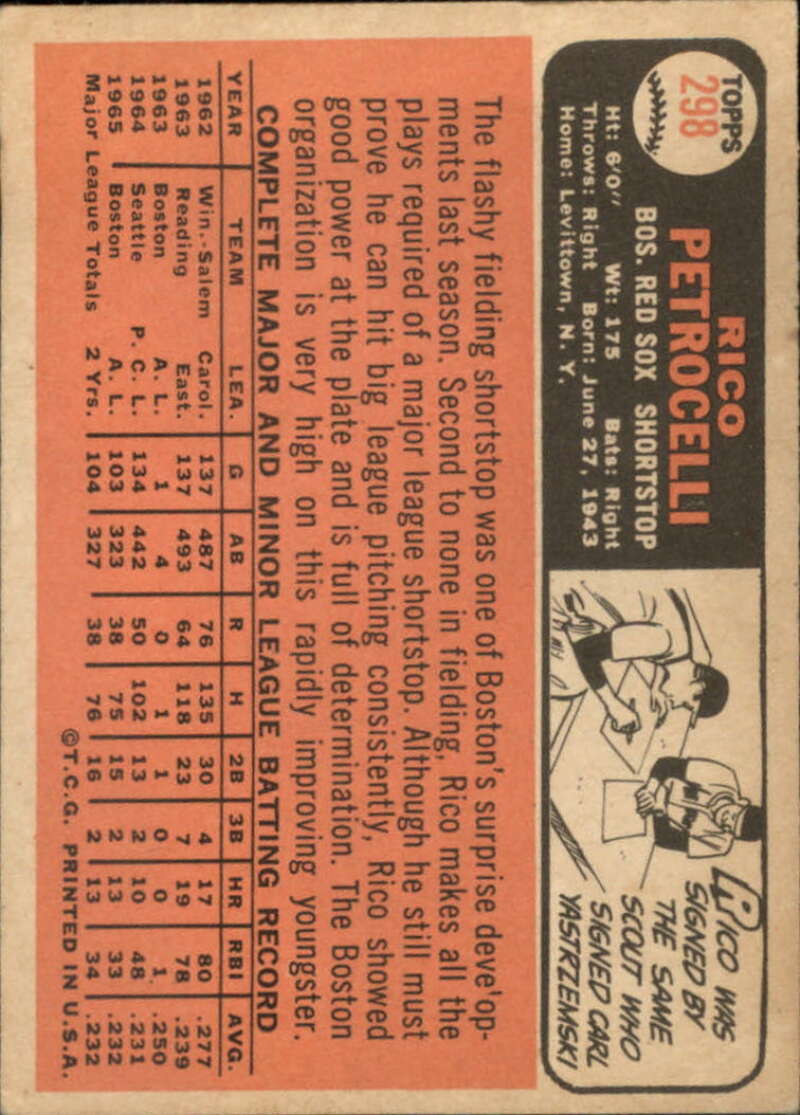 TOPPS
298
RICO
PETROCELLI
BOS. RED SOX SHORTSTOP
Ht: 6'0" Wt: 175 Bats: Right
Throws: Right Born: June 27, 1943
Home: Levittown, N. Y.
RICO WAS
SIGNED BY
THE SAME
SCOUT WHO
SIGNED CARL
YASTRZEMSKI
The flashy fielding shortstop was one of Boston's surprise deve'op-
ments last season. Second to none in fielding, Rico makes all the
plays required of a major league shortstop. Although he still must
prove he can hit big league pitching consistently, Rico showed
good power at the plate and is full of determination. The Boston
organization is very high on this rapidly improving youngster.
COMPLETE MAJOR AND MINOR LEAGUE BATTING RECORD
YEAR TEAM LEA. G AB R H 2B 3B HR RBI AVG.
1962 Win.-Salem Carol. 137 487 76 135 30 4 17 80 .277
1963 Reading East. 137 493 64 118 23 7 19 78 .239
1963 Boston A. L. 1 4 0 1 1 0 0 1 .250
1964 Seattle P. C. L. 134 442 50 102 13 2 10 48 .231
1965 Boston A. L. 103 323 38 75 15 2 13 33 .232
Major League Totals 2 Yrs. 104 327 38 76 16 2 13 34 .232
©T.C.G. PRINTED IN U.S.A.